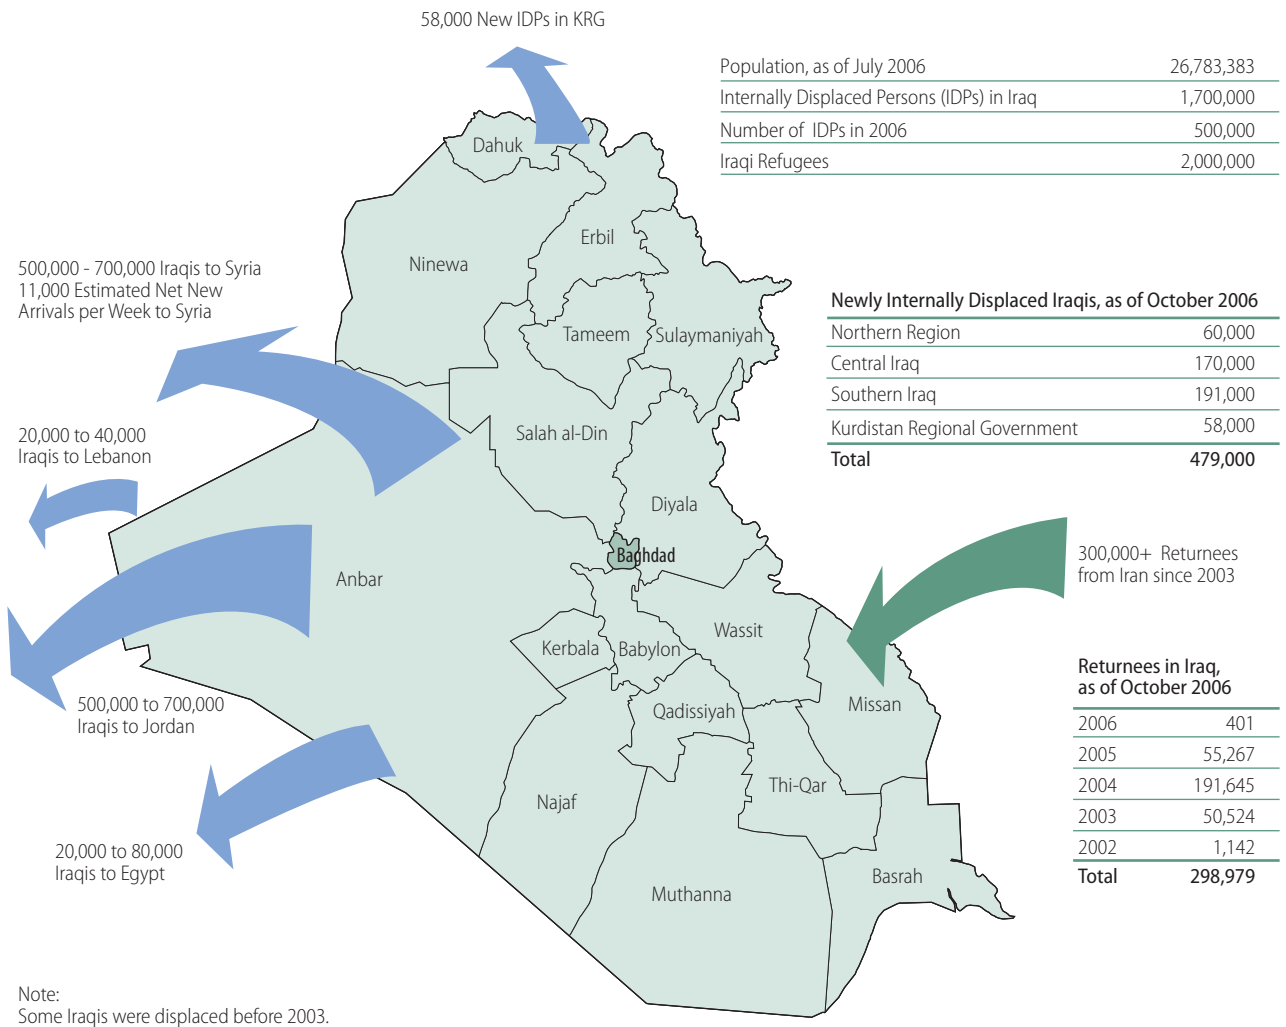 58,000 New IDPs in KRG
Population, as of July 2006 26,783,383
Internally Displaced Persons (IDPs) in Iraq 1,700,000
Number of IDPs in 2006 500,000
Iraqi Refugees 2,000,000
Dahuk
Erbil
Ninewa
Tameem
Sulaymaniyah
Salah al-Din
Diyala
Baghdad
Anbar
Wassit
Kerbala
Babylon
Qadissiyah
Missan
Thi-Qar
Najaf
Muthanna
Basrah
500,000 - 700,000 Iraqis to Syria
11,000 Estimated Net New
Arrivals per Week to Syria
20,000 to 40,000
Iraqis to Lebanon
500,000 to 700,000
Iraqis to Jordan
20,000 to 80,000
Iraqis to Egypt
Newly Internally Displaced Iraqis, as of October 2006
Northern Region 60,000
Central Iraq 170,000
Southern Iraq 191,000
Kurdistan Regional Government 58,000
Total 479,000
300,000+ Returnees
from Iran since 2003
Returnees in Iraq,
as of October 2006
2006 401
2005 55,267
2004 191,645
2003 50,524
2002 1,142
Total 298,979
Note:
Some Iraqis were displaced before 2003.